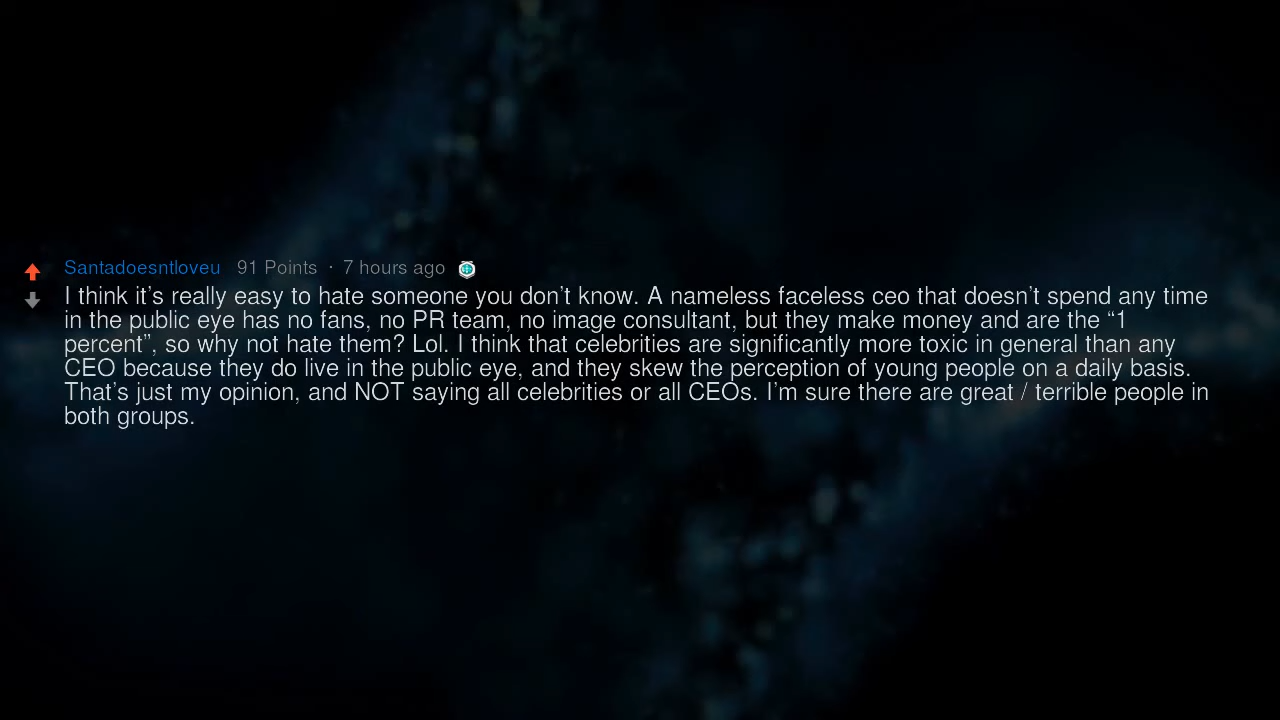 Santadoesntloveu 91 Points · 7 hours ago
I think it’s really easy to hate someone you don’t know. A nameless faceless ceo that doesn’t spend any time
in the public eye has no fans, no PR team, no image consultant, but they make money and are the “1
percent”, so why not hate them? Lol. I think that celebrities are significantly more toxic in general than any
CEO because they do live in the public eye, and they skew the perception of young people on a daily basis.
That’s just my opinion, and NOT saying all celebrities or all CEOs. I’m sure there are great / terrible people in
both groups.